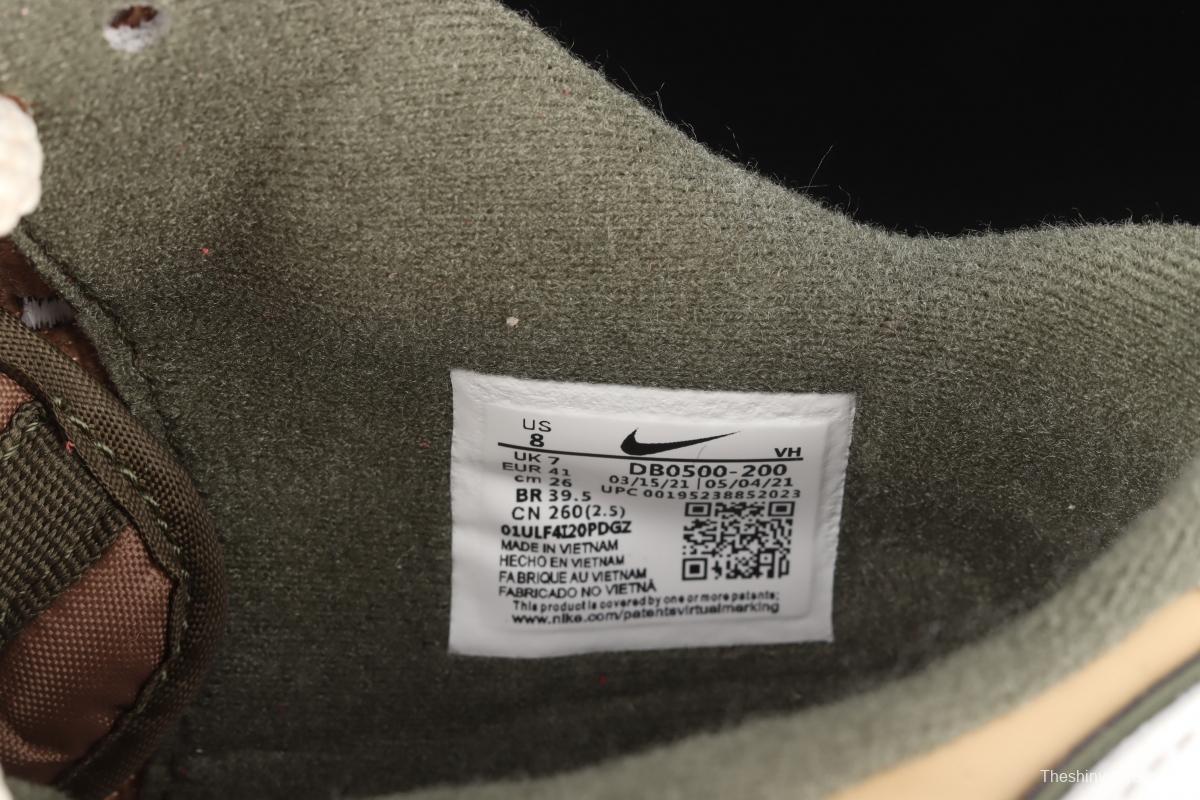 US
8
VH
UK 7
EUR 41
cm 26
BR 39.5
CN 260(2.5)
DB0500-200
03/15/21 | 05/04/21
UPC 00195238852023
01ULF4I20PDGZ
MADE IN VIETNAM
HECHO EN VIETNAM
FABRIQUE AU VIETNAM
FABRICADO NO VIETNÃ
This product is covered by one or more patents;
www.nike.com/patentsvirtualmarking